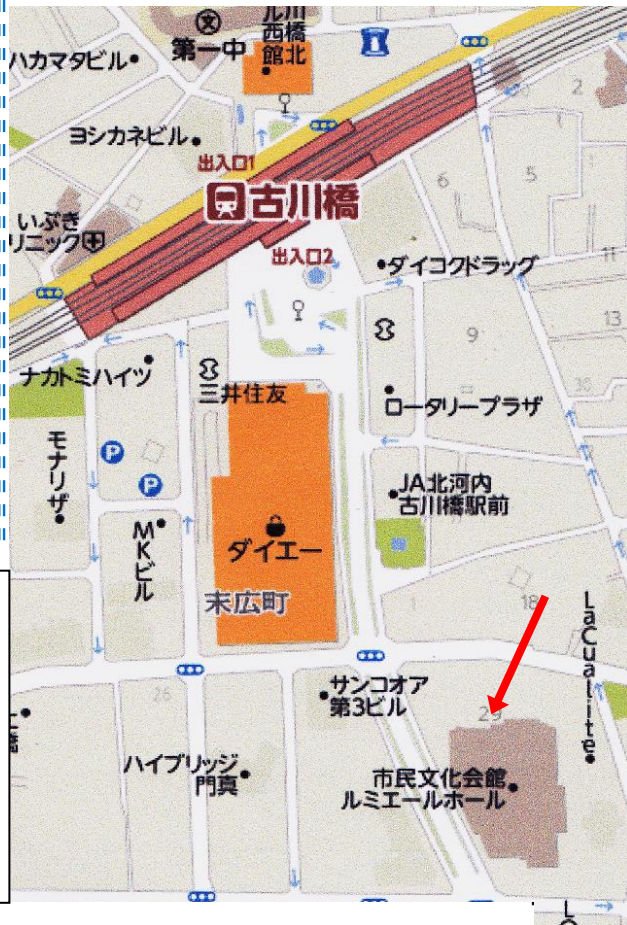 川
ル橋
西北
館
文
第一中
ハカマタビル
ヨシカネビル
出入口1
古川橋
いぶき
リニック
出入口2
ダイコクドラッグ
2
6
5
11
13
9
ナカトミハイツ
三井住友
ロータリープラザ
モナリザ
P
P
JA北河内
古川橋駅前
MKビル
ダイエー
末広町
1
18
LaCualite
サンコオア
第3ビル
26
29
ハイブリッジ
門真
市民文化会館
ルミエールホール